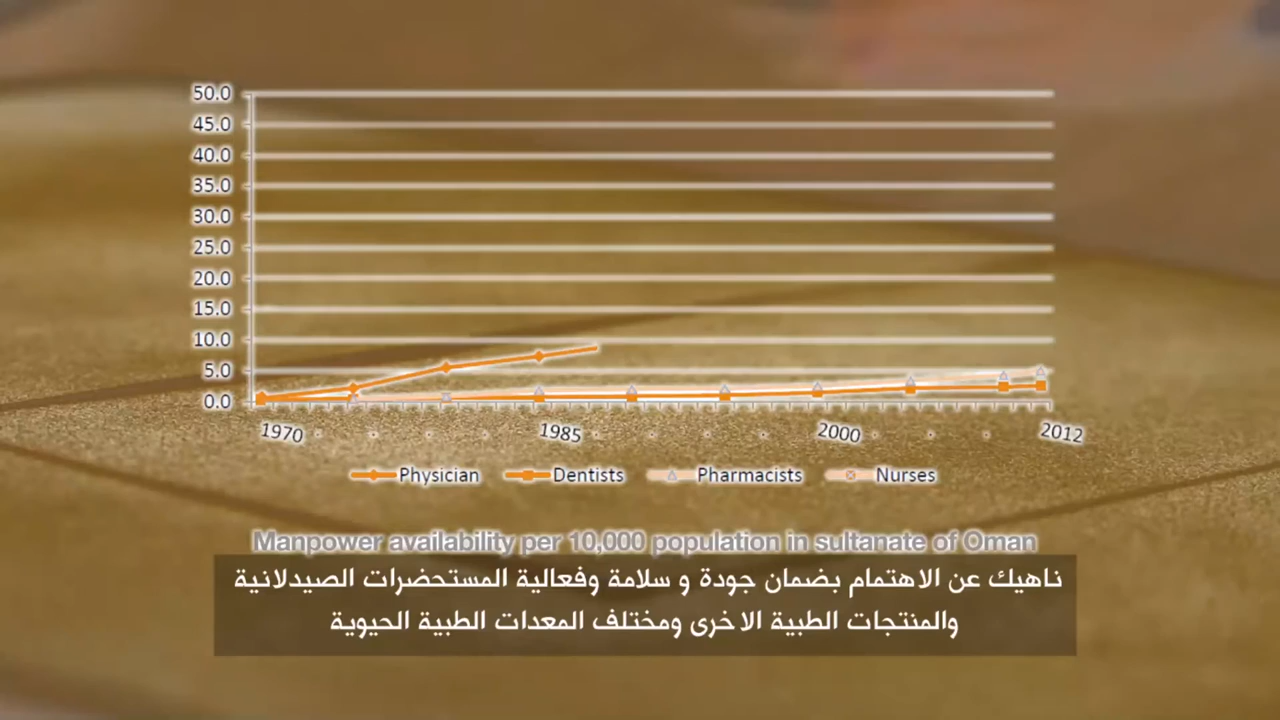 50.0
45.0
40.0
35.0
30.0
25.0
20.0
15.0
10.0
5.0
0.0
1970 1985 2000 2012
Physician Dentists Pharmacists Nurses
Manpower availability per 10,000 population in sultanate of Oman
ناهيك عن الاهتمام بضمان جودة و سلامة وفعالية المستحضرات الصيدلانية
والمنتجات الطبية الاخرى ومختلف المعدات الطبية الحيوية